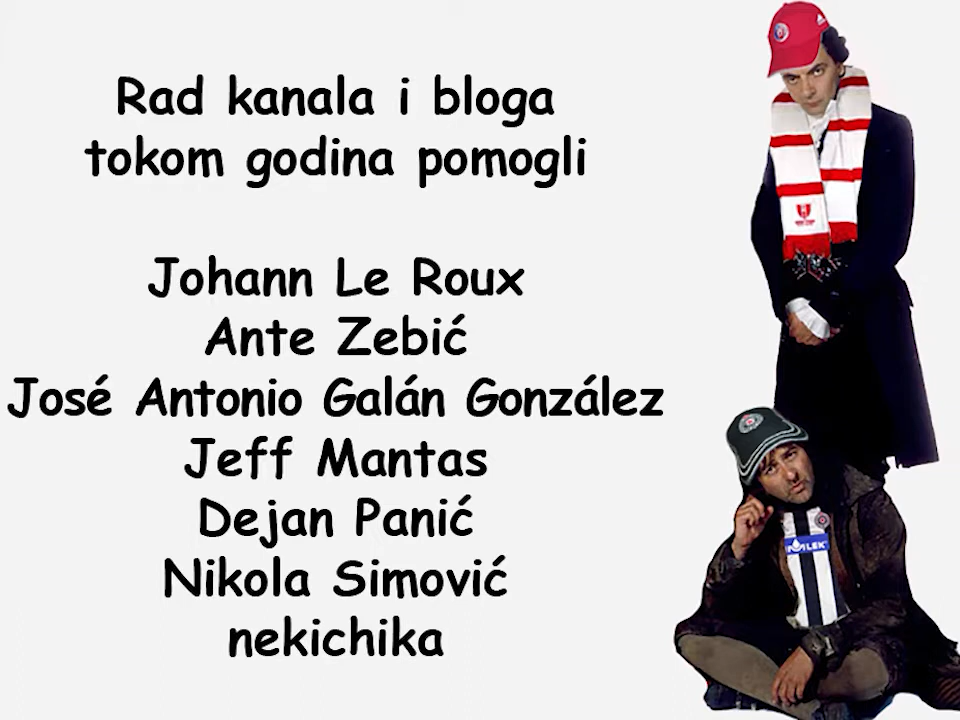 Rad kanala i bloga
tokom godina pomogli
Johann Le Roux
Ante Zebić
José Antonio Galán González
Jeff Mantas
Dejan Panić
Nikola Simović
nekichika